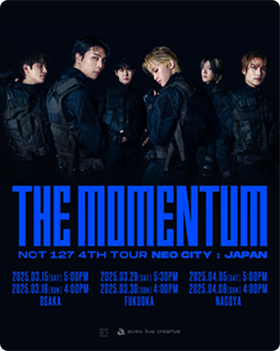 THE MOMENTUM
NCT 127 4TH TOUR NEO CITY : JAPAN
2025.03.15(SAT) 5:00PM
2025.03.16(SUN) 4:00PM
OSAKA
2025.03.29(SAT) 5:30PM
2025.03.30(SUN) 4:00PM
FUKUOKA
2025.04.05(SAT) 5:00PM
2025.04.06(SUN) 4:00PM
NAGOYA
avex live creative